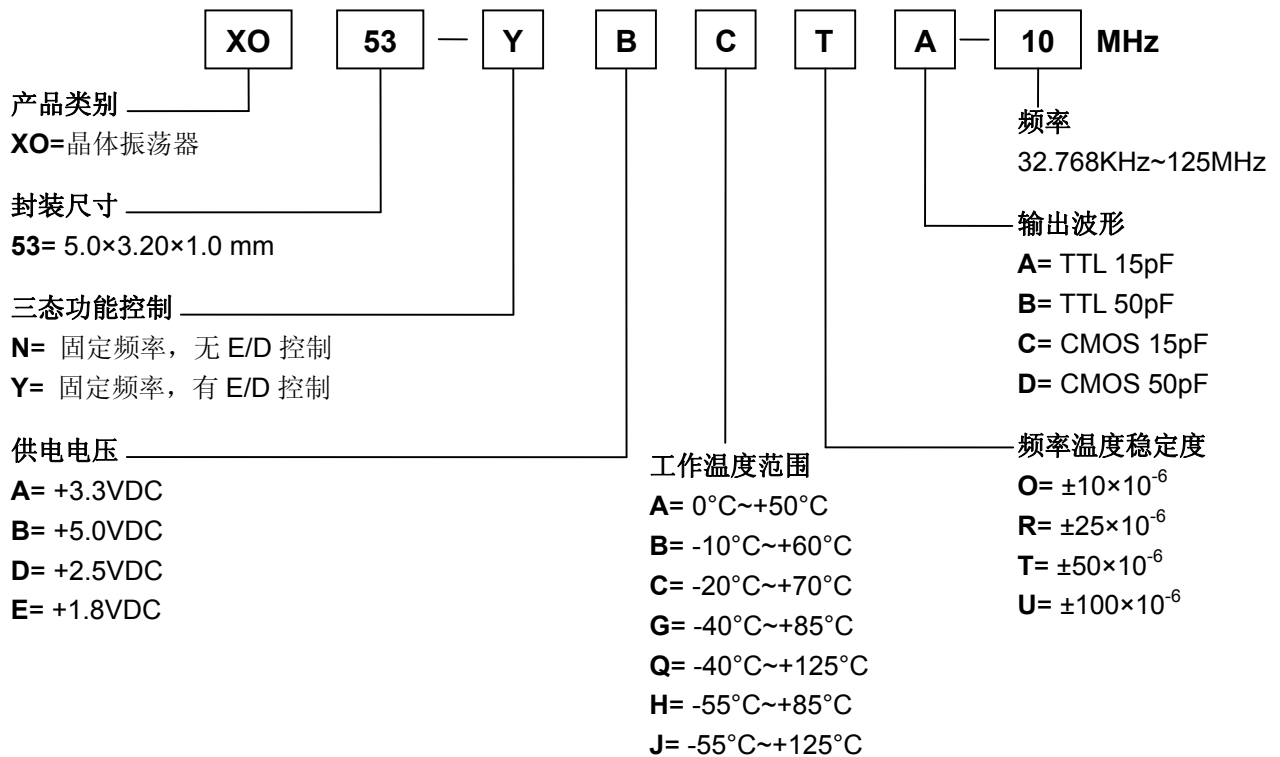 XO 53 — Y B C T A — 10 MHz
产品类别
XO=晶体振荡器
封装尺寸
53= 5.0×3.20×1.0 mm
三态功能控制
N= 固定频率，无 E/D 控制
Y= 固定频率，有 E/D 控制
供电电压
A= +3.3VDC
B= +5.0VDC
D= +2.5VDC
E= +1.8VDC
工作温度范围
A= 0°C~+50°C
B= -10°C~+60°C
C= -20°C~+70°C
G= -40°C~+85°C
Q= -40°C~+125°C
H= -55°C~+85°C
J= -55°C~+125°C
频率
32.768KHz~125MHz
输出波形
A= TTL 15pF
B= TTL 50pF
C= CMOS 15pF
D= CMOS 50pF
频率温度稳定度
O= ±10×10⁻⁶
R= ±25×10⁻⁶
T= ±50×10⁻⁶
U= ±100×10⁻⁶